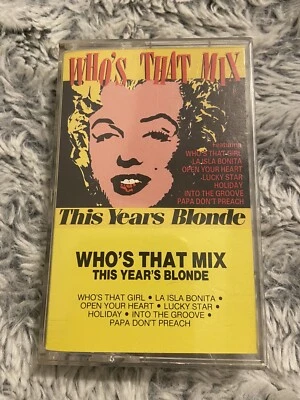 WHO'S THAT MIX
Featuring
WHO'S THAT GIRL
LA ISLA BONITA
OPEN YOUR HEART
LUCKY STAR
HOLIDAY
INTO THE GROOVE
PAPA DON'T PREACH
This Years Blonde
WHO'S THAT MIX
THIS YEAR'S BLONDE
WHO'S THAT GIRL • LA ISLA BONITA •
OPEN YOUR HEART • LUCKY STAR •
HOLIDAY • INTO THE GROOVE •
PAPA DON'T PREACH